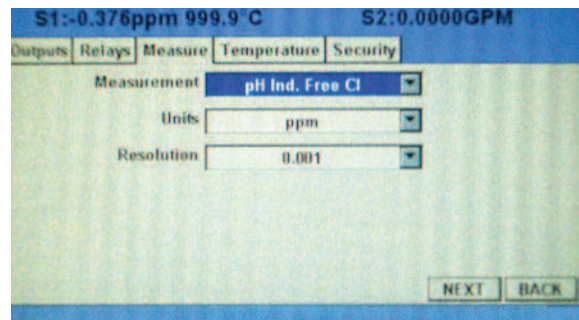 S1:-0.376ppm 999.9°C S2:0.0000GPM
Outputs Relays Measure Temperature Security
Measurement pH Ind. Free Cl
Units ppm
Resolution 0.001
NEXT BACK